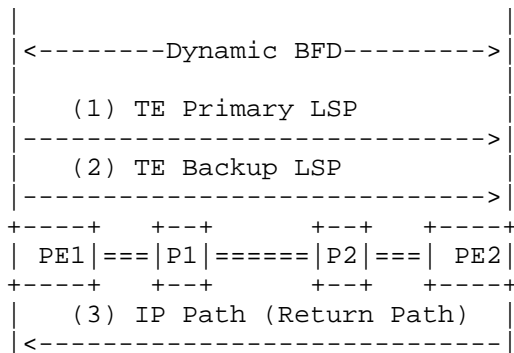 |<--------Dynamic BFD--------->|
(1) TE Primary LSP
|----------------------------->|
(2) TE Backup LSP
|----------------------------->|
+----+ +--+ +--+ +----+
| PE1|===|P1|======|P2|===| PE2|
+----+ +--+ +--+ +----+
| (3) IP Path (Return Path) |
|<-----------------------------|